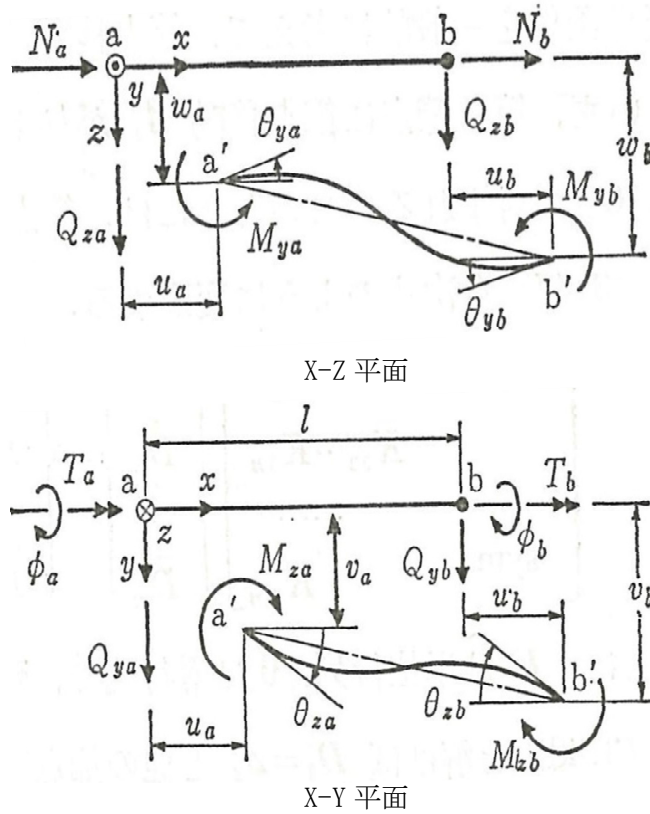 N_a a x b N_b
y w_a
z θ_ya Q_zb w_b
a′ u_b M_yb
Q_za M_ya
u_a θ_yb b′
X-Z 平面
l
T_a a x b T_b
ϕ_a z ϕ_b
y M_za v_a Q_yb v_b
a′ u_b
Q_ya b′
θ_za θ_zb
u_a M_zb
X-Y 平面